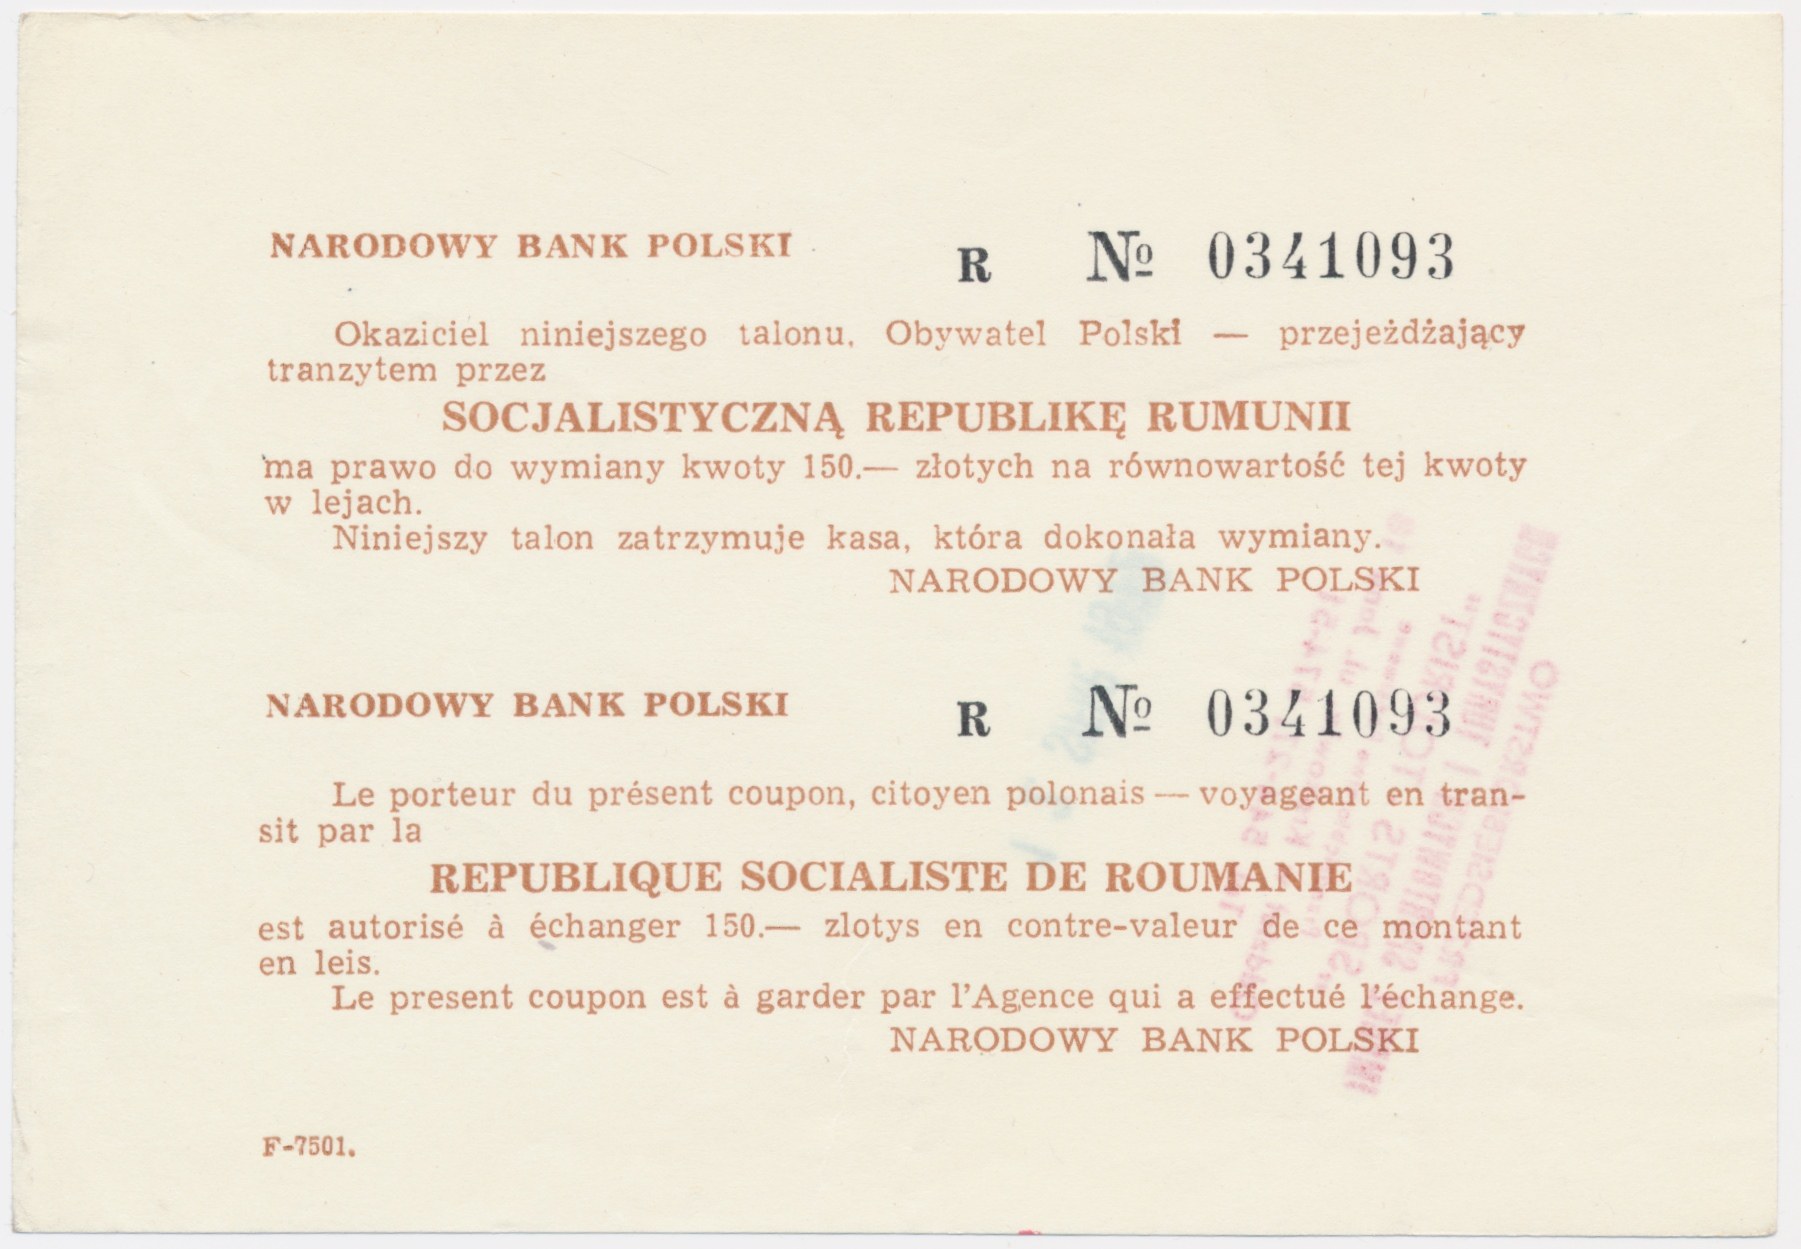 NARODOWY BANK POLSKI R № 0341093
Okaziciel niniejszego talonu, Obywatel Polski — przejeżdżający
tranzytem przez
SOCJALISTYCZNĄ REPUBLIKĘ RUMUNII
ma prawo do wymiany kwoty 150.— złotych na równowartość tej kwoty
w lejach.
Niniejszy talon zatrzymuje kasa, która dokonała wymiany.
NARODOWY BANK POLSKI
NARODOWY BANK POLSKI R № 0341093
Le porteur du présent coupon, citoyen polonais — voyageant en tran-
sit par la
REPUBLIQUE SOCIALISTE DE ROUMANIE
est autorisé à échanger 150.— zlotys en contre-valeur de ce montant
en leis.
Le present coupon est à garder par l'Agence qui a effectué l'échange.
NARODOWY BANK POLSKI
F-7501.